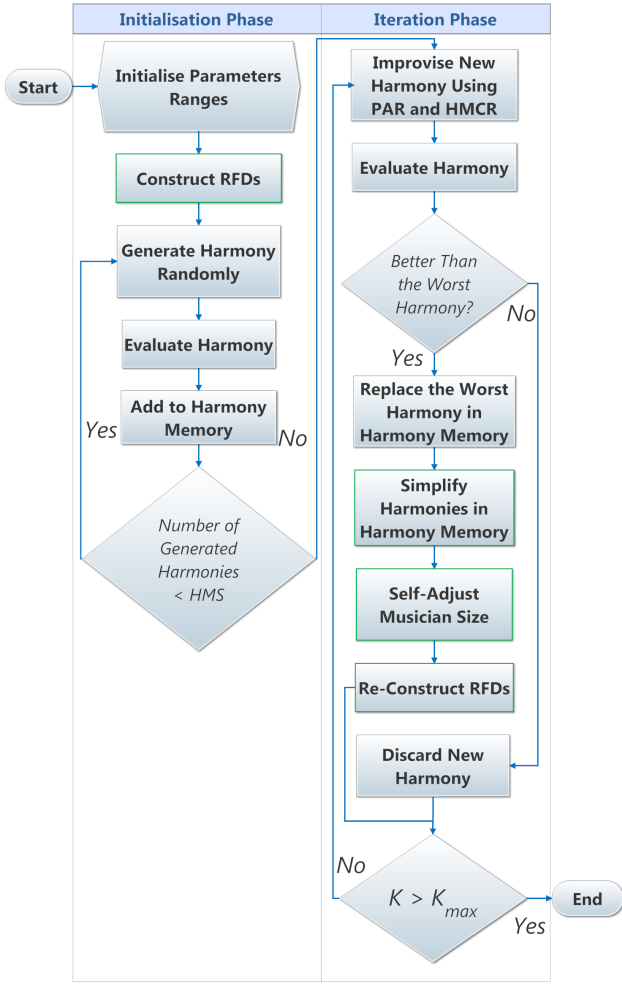 Initialisation Phase
Iteration Phase
Start
Initialise Parameters
Ranges
Construct RFDs
Generate Harmony
Randomly
Evaluate Harmony
Add to Harmony
Memory
Yes
No
Number of
Generated
Harmonies
< HMS
Improvise New
Harmony Using
PAR and HMCR
Evaluate Harmony
Better Than
the Worst
Harmony?
No
Yes
Replace the Worst
Harmony in
Harmony Memory
Simplify
Harmonies in
Harmony Memory
Self-Adjust
Musician Size
Re-Construct RFDs
Discard New
Harmony
No
K > Kmax
Yes
End